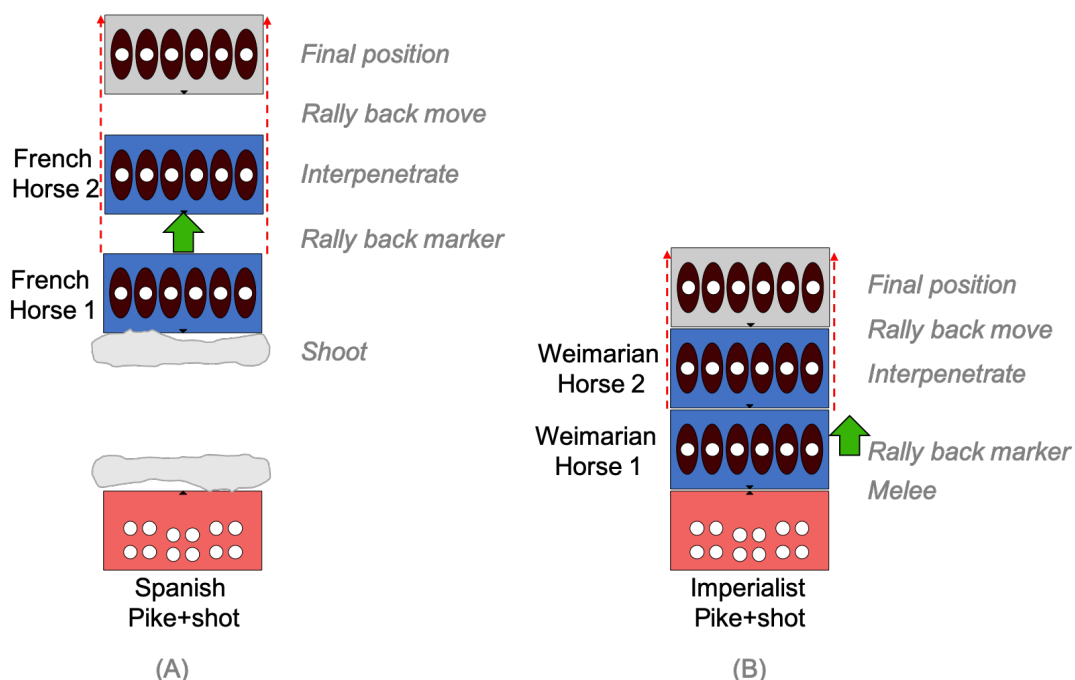 Final position
Rally back move
French
Horse 2
Interpenetrate
Rally back marker
French
Horse 1
Shoot
Spanish
Pike+shot
(A)
Final position
Rally back move
Weimarian
Horse 2
Interpenetrate
Weimarian
Horse 1
Rally back marker
Melee
Imperialist
Pike+shot
(B)